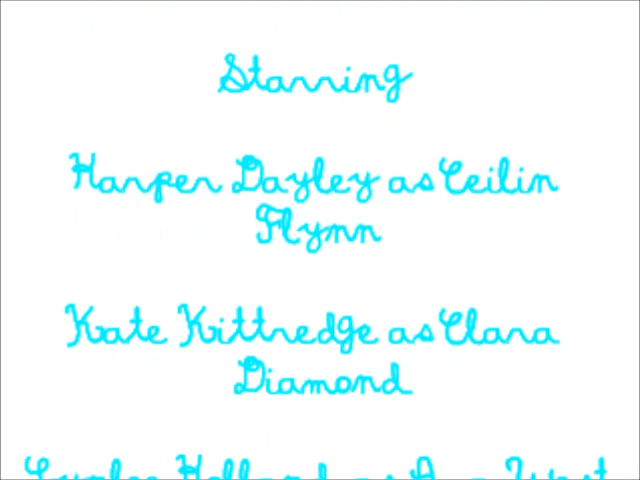 Starring
Harper Dayley as Ceilin
Flynn
Kate Kittredge as Clara
Diamond